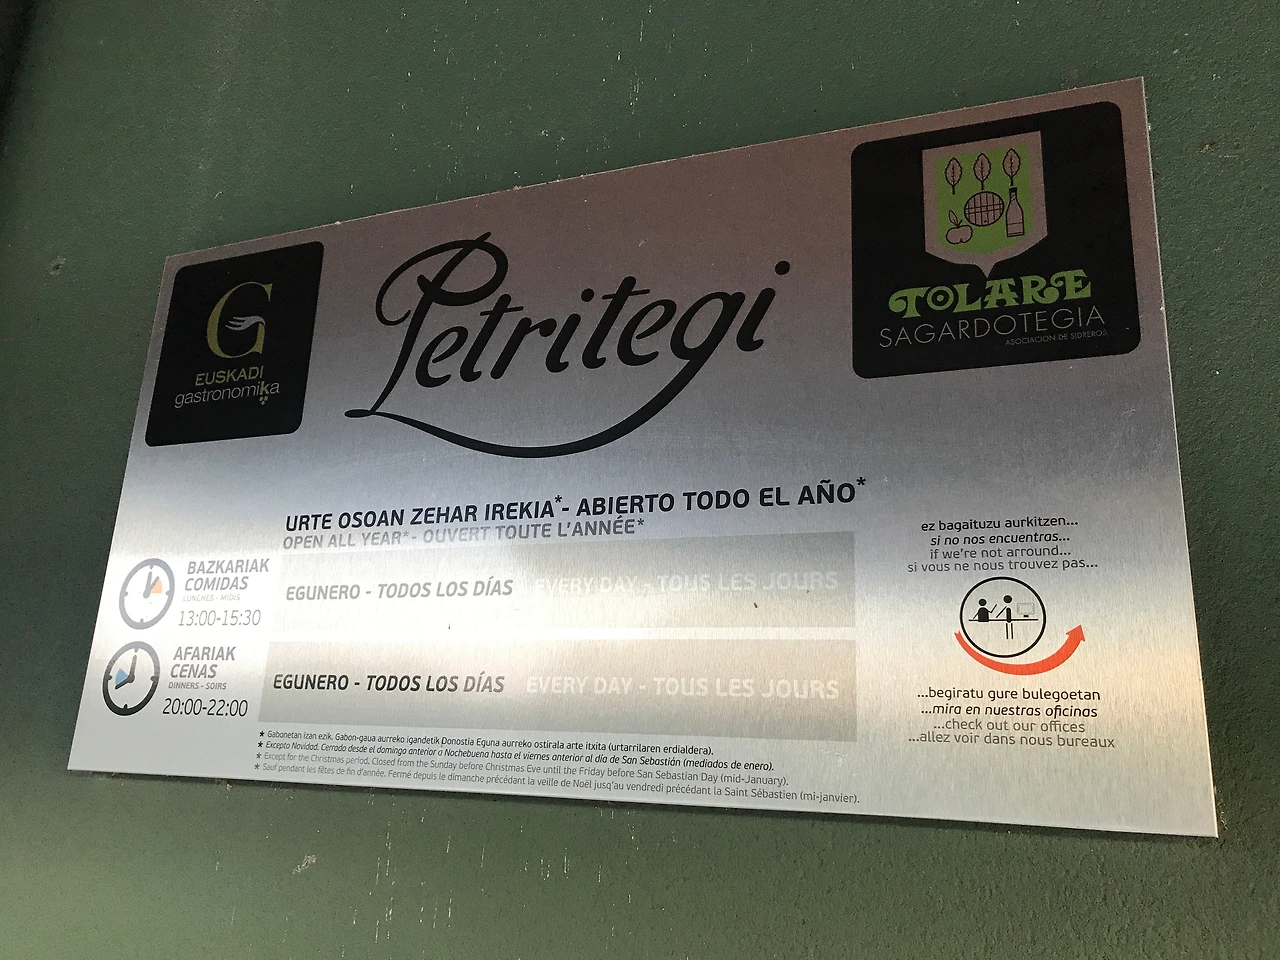 EUSKADI
gastronomika
Petritegi
TOLARE
SAGARDOTEGIA
ASOCIACION DE SIDREROS
URTE OSOAN ZEHAR IREKIA*- ABIERTO TODO EL AÑO*
OPEN ALL YEAR*- OUVERT TOUTE L'ANNÉE*
BAZKARIAK
COMIDAS
LUNCHES - MIDIS
13:00-15:30
EGUNERO - TODOS LOS DÍAS EVERY DAY - TOUS LES JOURS
AFARIAK
CENAS
DINNERS - SOIRS
20:00-22:00
EGUNERO - TODOS LOS DÍAS EVERY DAY - TOUS LES JOURS
★ Gabonetan izan ezik. Gabon-gaua aurreko igandetik Donostia Eguna aurreko ostirala arte itxita (urtarrilaren erdialdera).
★ Excepto Navidad. Cerrado desde el domingo anterior a Nochebuena hasta el viernes anterior al día de San Sebastián (mediados de enero).
★ Except for the Christmas period. Closed from the Sunday before Christmas Eve until the Friday before San Sebastian Day (mid-January).
★ Sauf pendant les fêtes de fin d'année. Fermé depuis le dimanche précédant la veille de Noël jusq'au vendredi précédant la Saint Sébastien (mi-janvier).
ez bagaituzu aurkitzen...
si no nos encuentras...
if we're not arround...
si vous ne nous trouvez pas...
...begiratu gure bulegoetan
...mira en nuestras oficinas
...check out our offices
...allez voir dans nous bureaux